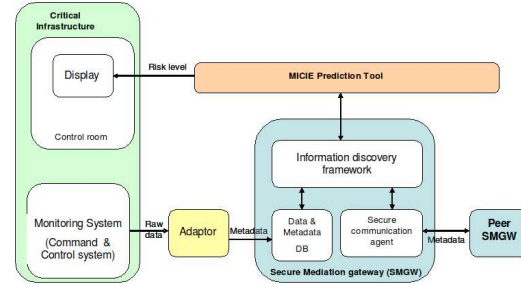 Critical
Infrastructure
Display
Control room
Risk level
MICIE Prediction Tool
Information discovery
framework
Monitoring System
(Command &
Control system)
Raw
data
Adaptor
Metadata
Data &
Metadata
DB
Secure
communication
agent
Metadata
Peer
SMGW
Secure Mediation gateway (SMGW)